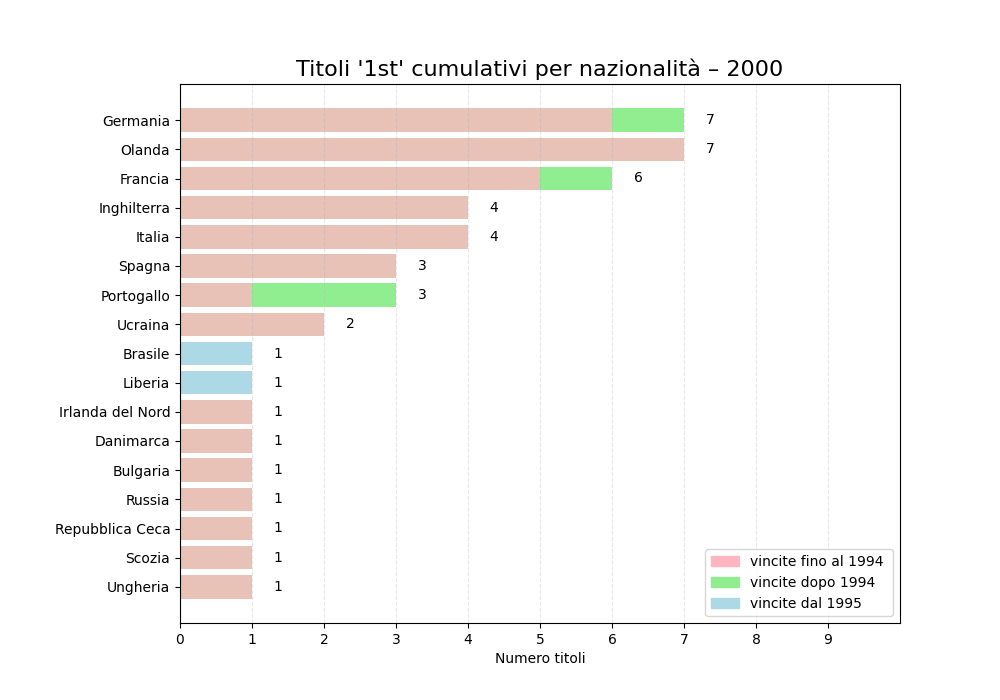 Titoli '1st' cumulativi per nazionalità – 2000
Germania 7
Olanda 7
Francia 6
Inghilterra 4
Italia 4
Spagna 3
Portogallo 3
Ucraina 2
Brasile 1
Liberia 1
Irlanda del Nord 1
Danimarca 1
Bulgaria 1
Russia 1
Repubblica Ceca 1
Scozia 1
Ungheria 1
vincite fino al 1994
vincite dopo 1994
vincite dal 1995
0 1 2 3 4 5 6 7 8 9
Numero titoli